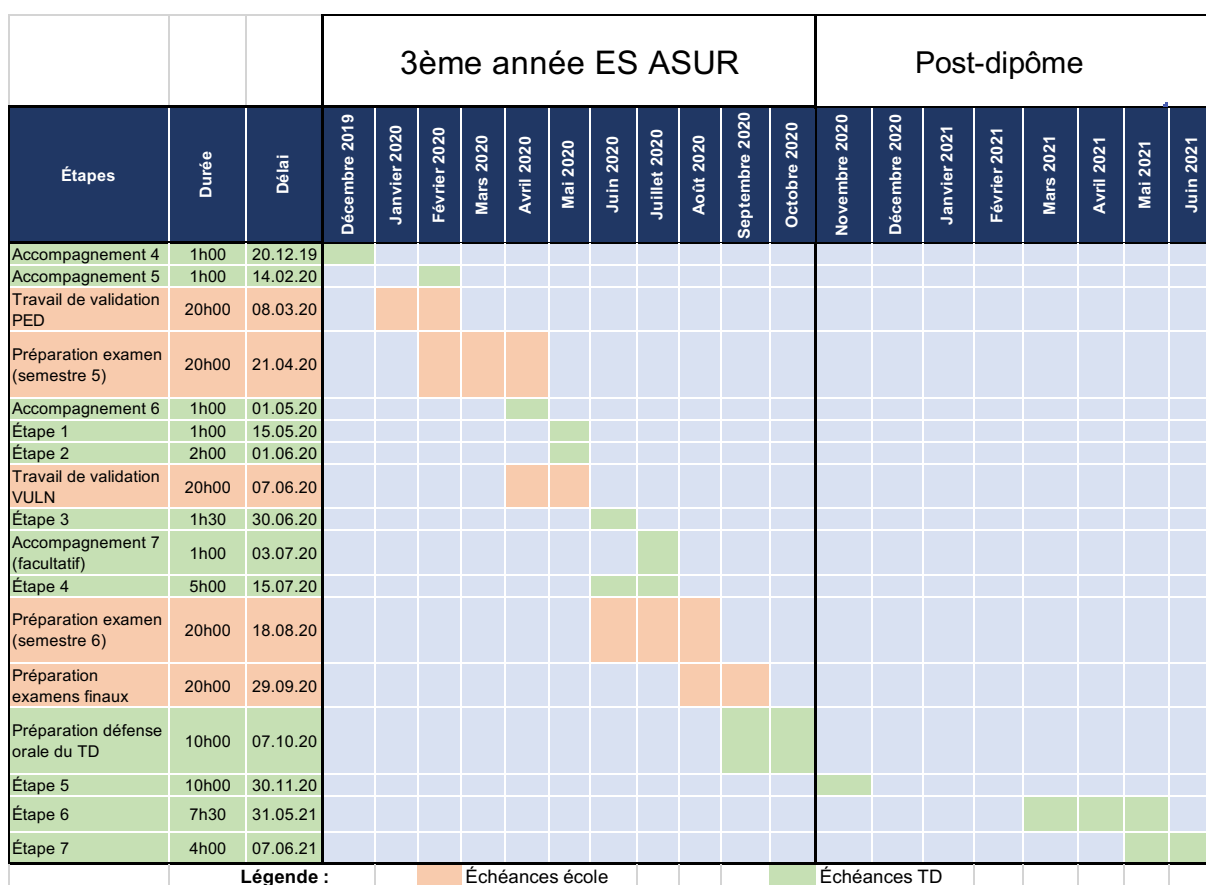 3ème année ES ASUR
Post-dipôme
Étapes
Durée
Délai
Décembre 2019
Janvier 2020
Février 2020
Mars 2020
Avril 2020
Mai 2020
Juin 2020
Juillet 2020
Août 2020
Septembre 2020
Octobre 2020
Novembre 2020
Décembre 2020
Janvier 2021
Février 2021
Mars 2021
Avril 2021
Mai 2021
Juin 2021
Accompagnement 4 1h00 20.12.19
Accompagnement 5 1h00 14.02.20
Travail de validation
PED
20h00 08.03.20
Préparation examen
(semestre 5)
20h00 21.04.20
Accompagnement 6 1h00 01.05.20
Étape 1 1h00 15.05.20
Étape 2 2h00 01.06.20
Travail de validation
VULN
20h00 07.06.20
Étape 3 1h30 30.06.20
Accompagnement 7
(facultatif)
1h00 03.07.20
Étape 4 5h00 15.07.20
Préparation examen
(semestre 6)
20h00 18.08.20
Préparation
examens finaux
20h00 29.09.20
Préparation défense
orale du TD
10h00 07.10.20
Étape 5 10h00 30.11.20
Étape 6 7h30 31.05.21
Étape 7 4h00 07.06.21
Légende : Échéances école Échéances TD